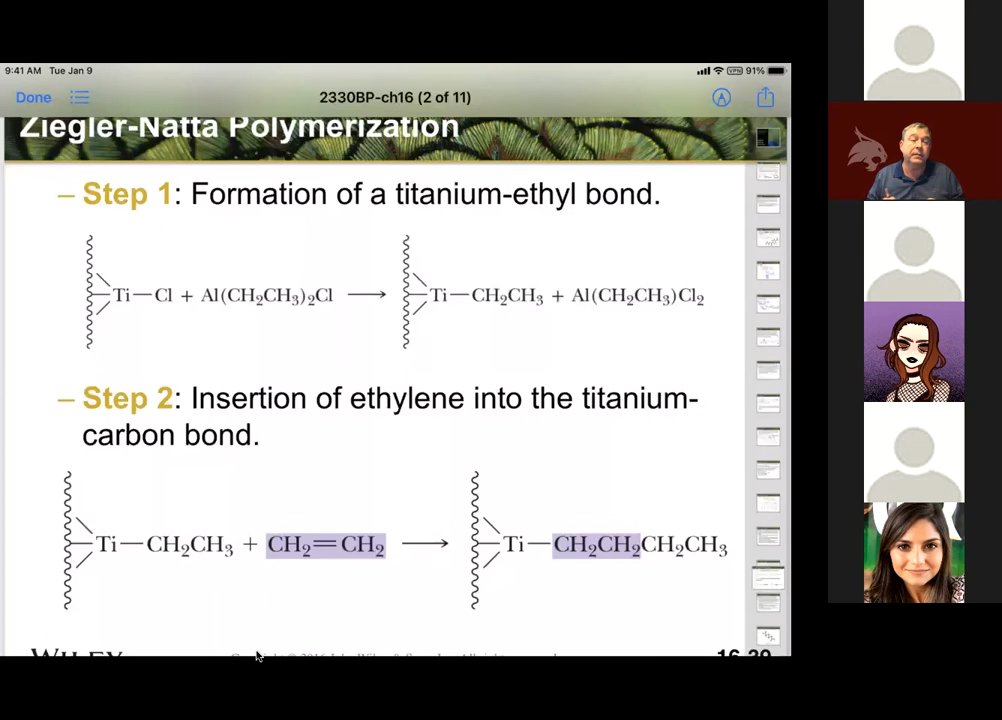 9:41 AM Tue Jan 9
VPN 91%
Done
2330BP-ch16 (2 of 11)
Ziegler-Natta Polymerization
– Step 1: Formation of a titanium-ethyl bond.
Ti—Cl + Al(CH₂CH₃)₂Cl ⟶ Ti—CH₂CH₃ + Al(CH₂CH₃)Cl₂
– Step 2: Insertion of ethylene into the titanium-
carbon bond.
Ti—CH₂CH₃ + CH₂=CH₂ ⟶ Ti—CH₂CH₂CH₂CH₃
WILEY